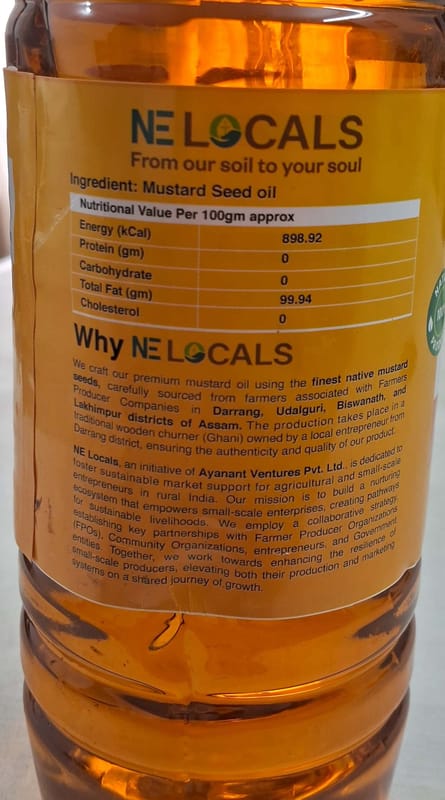 NE LOCALS
From our soil to your soul
Ingredient: Mustard Seed oil
Nutritional Value Per 100gm approx
Energy (kCal) 898.92
Protein (gm) 0
Carbohydrate 0
Total Fat (gm) 99.94
Cholesterol 0
Why NE LOCALS
We craft our premium mustard oil using the finest native mustard
seeds, carefully sourced from farmers associated with Farmers
Producer Companies in Darrang, Udalguri, Biswanath, and
Lakhimpur districts of Assam. The production takes place in a
traditional wooden churner (Ghani) owned by a local entrepreneur from
Darrang district, ensuring the authenticity and quality of our product.
NE Locals, an initiative of Ayanant Ventures Pvt. Ltd., is dedicated to
foster sustainable market support for agricultural and small-scale
entrepreneurs in rural India. Our mission is to build a nurturing
ecosystem that empowers small-scale enterprises, creating pathways
for sustainable livelihoods. We employ a collaborative strategy,
establishing key partnerships with Farmer Producer Organizations
(FPOs), Community Organizations, entrepreneurs, and Government
entities. Together, we work towards enhancing the resilience of
small-scale producers, elevating both their production and marketing
systems on a shared journey of growth.